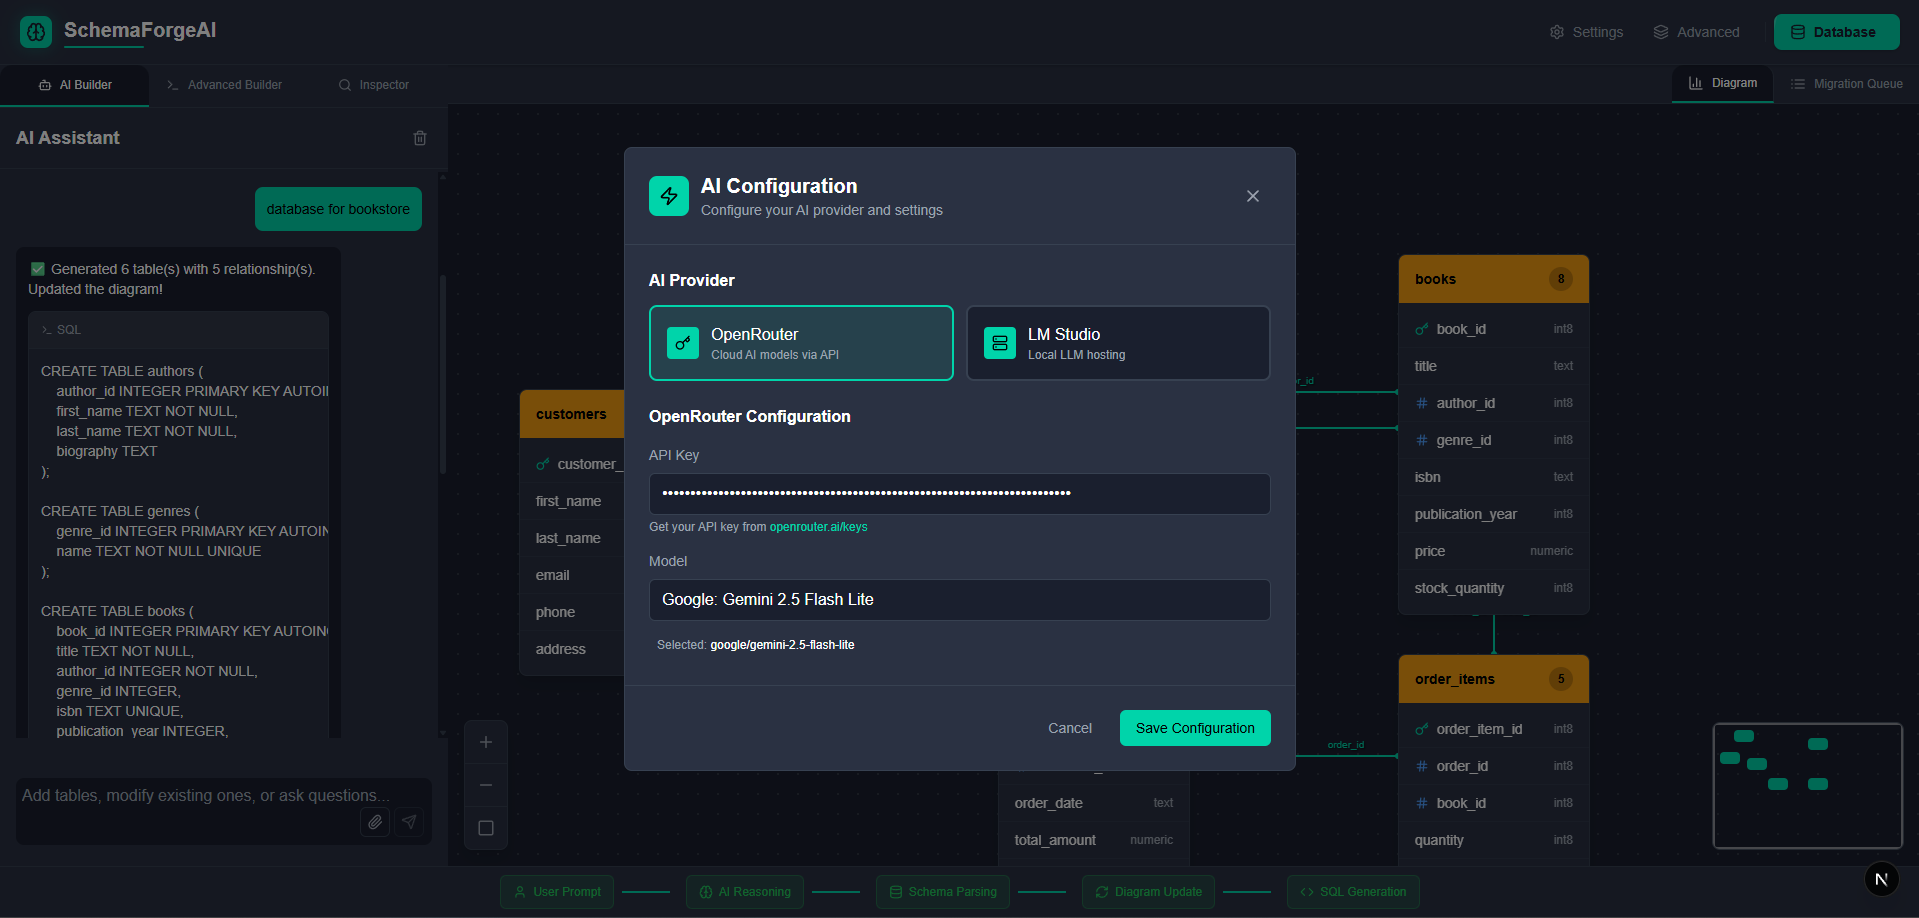 SchemaForgeAI
Settings
Advanced
Database
AI Builder
Advanced Builder
Inspector
Diagram
Migration Queue
AI Assistant
database for bookstore
✅ Generated 6 table(s) with 5 relationship(s).
Updated the diagram!
SQL
CREATE TABLE authors (
author_id INTEGER PRIMARY KEY
first_name TEXT NOT NULL,
last_name TEXT NOT NULL,
biography TEXT
);
CREATE TABLE genres (
genre_id INTEGER PRIMARY KEY
name TEXT NOT NULL UNIQUE
);
CREATE TABLE books (
book_id INTEGER PRIMARY KEY
title TEXT NOT NULL,
author_id INTEGER NOT NULL,
genre_id INTEGER,
isbn TEXT UNIQUE,
publication_year INTEGER,
Add tables, modify existing ones, or ask questions...
customers
customer_
first_name
last_name
email
phone
address
AI Configuration
Configure your AI provider and settings
AI Provider
OpenRouter
Cloud AI models via API
LM Studio
Local LLM hosting
OpenRouter Configuration
API Key
Get your API key from openrouter.ai/keys
Model
Google: Gemini 2.5 Flash Lite
Selected: google/gemini-2.5-flash-lite
Cancel
Save Configuration
order_date text
total_amount numeric
r_id
order_id
books 8
book_id int8
title text
author_id int8
genre_id int8
isbn text
publication_year int8
price numeric
stock_quantity int8
order_items 5
order_item_id int8
order_id int8
book_id int8
quantity int8
User Prompt
AI Reasoning
Schema Parsing
Diagram Update
SQL Generation
N